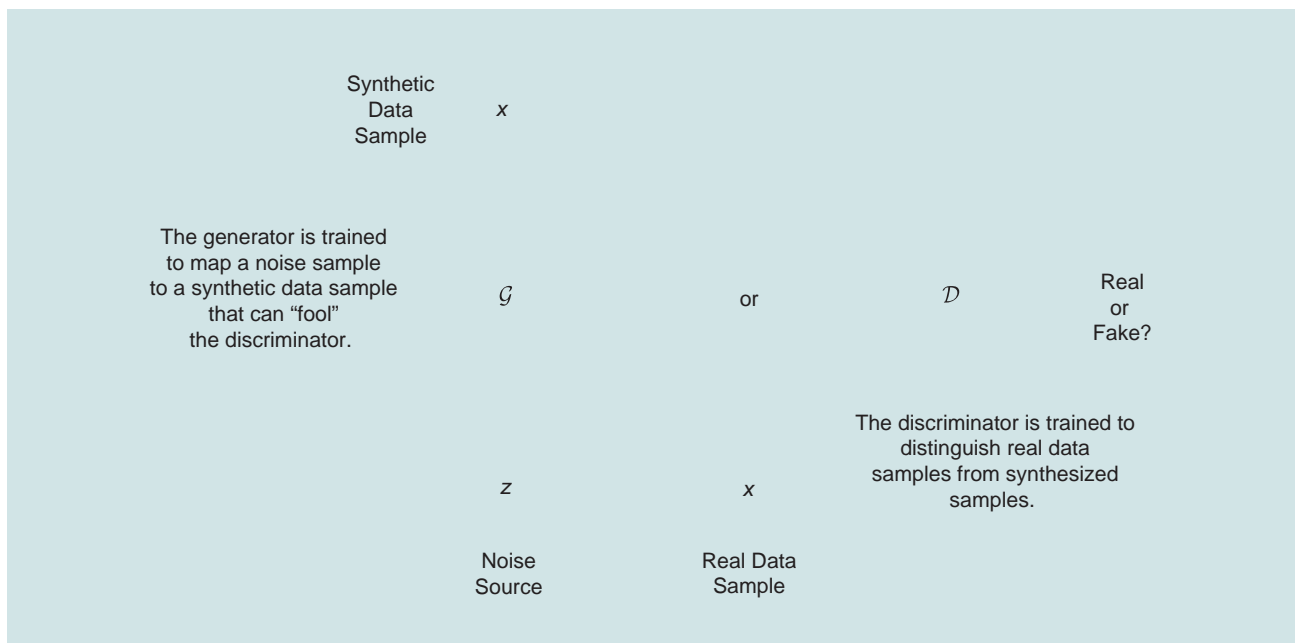 Synthetic
Data
Sample
x
The generator is trained
to map a noise sample
to a synthetic data sample
that can “fool”
the discriminator.
𝒢
or
𝒟
Real
or
Fake?
The discriminator is trained to
distinguish real data
samples from synthesized
samples.
z
x
Noise
Source
Real Data
Sample